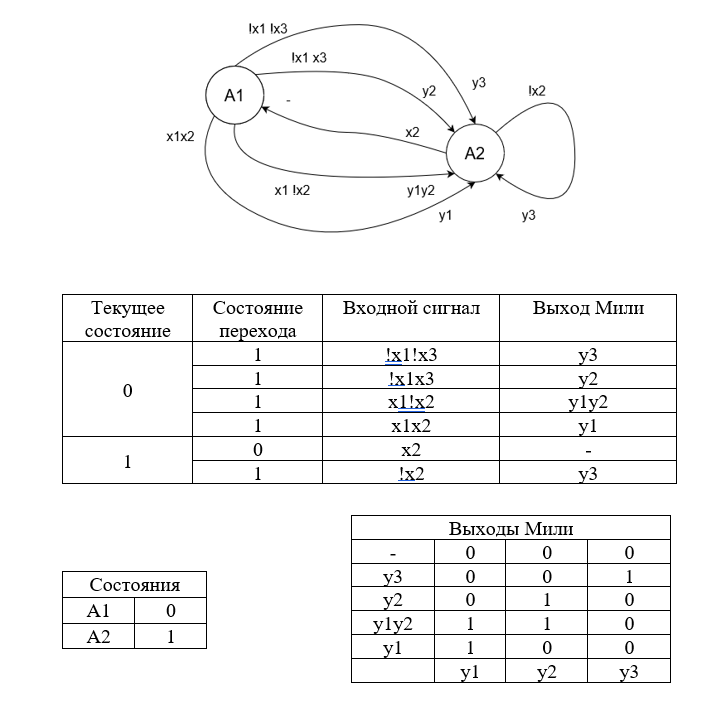 !x1 !x3
!x1 x3
y2
y3
!x2
A1
-
x1x2
x2
A2
x1 !x2
y1y2
y1
y3
Текущее состояние
Состояние перехода
Входной сигнал
Выход Мили
0
1 !x1!x3 y3
1 !x1x3 y2
1 x1!x2 y1y2
1 x1x2 y1
1
0 x2 -
1 !x2 y3
Состояния
A1 0
A2 1
Выходы Мили
- 0 0 0
y3 0 0 1
y2 0 1 0
y1y2 1 1 0
y1 1 0 0
y1 y2 y3